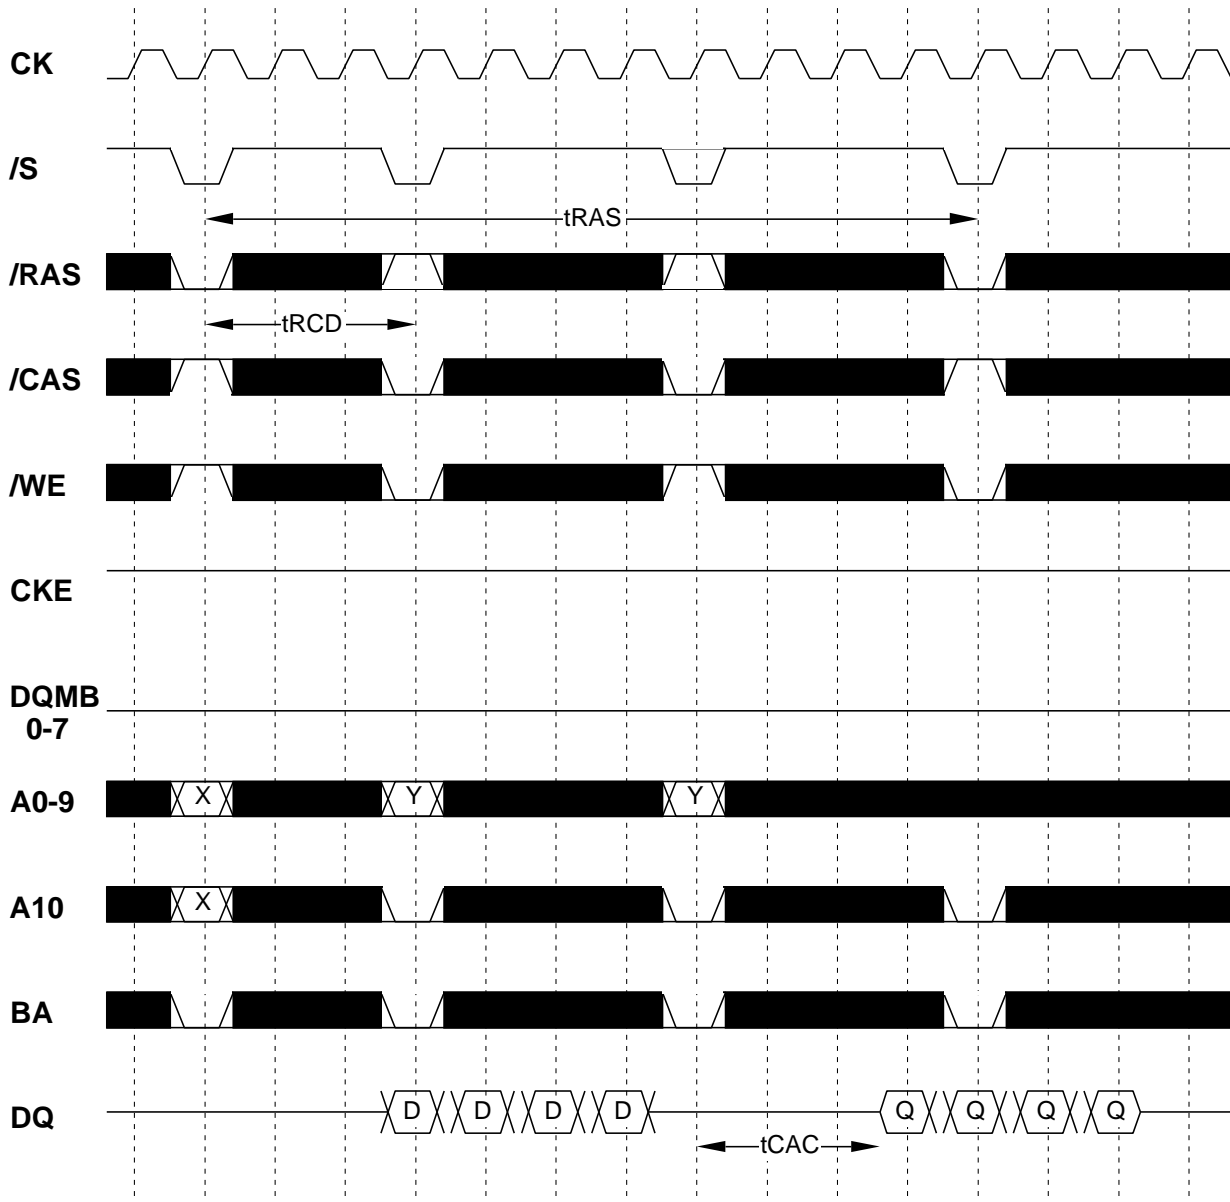 CK
/S
tRAS
/RAS
tRCD
/CAS
/WE
CKE
DQMB
0-7
A0-9 X Y Y
A10 X
BA
DQ D D D D Q Q Q Q
tCAC